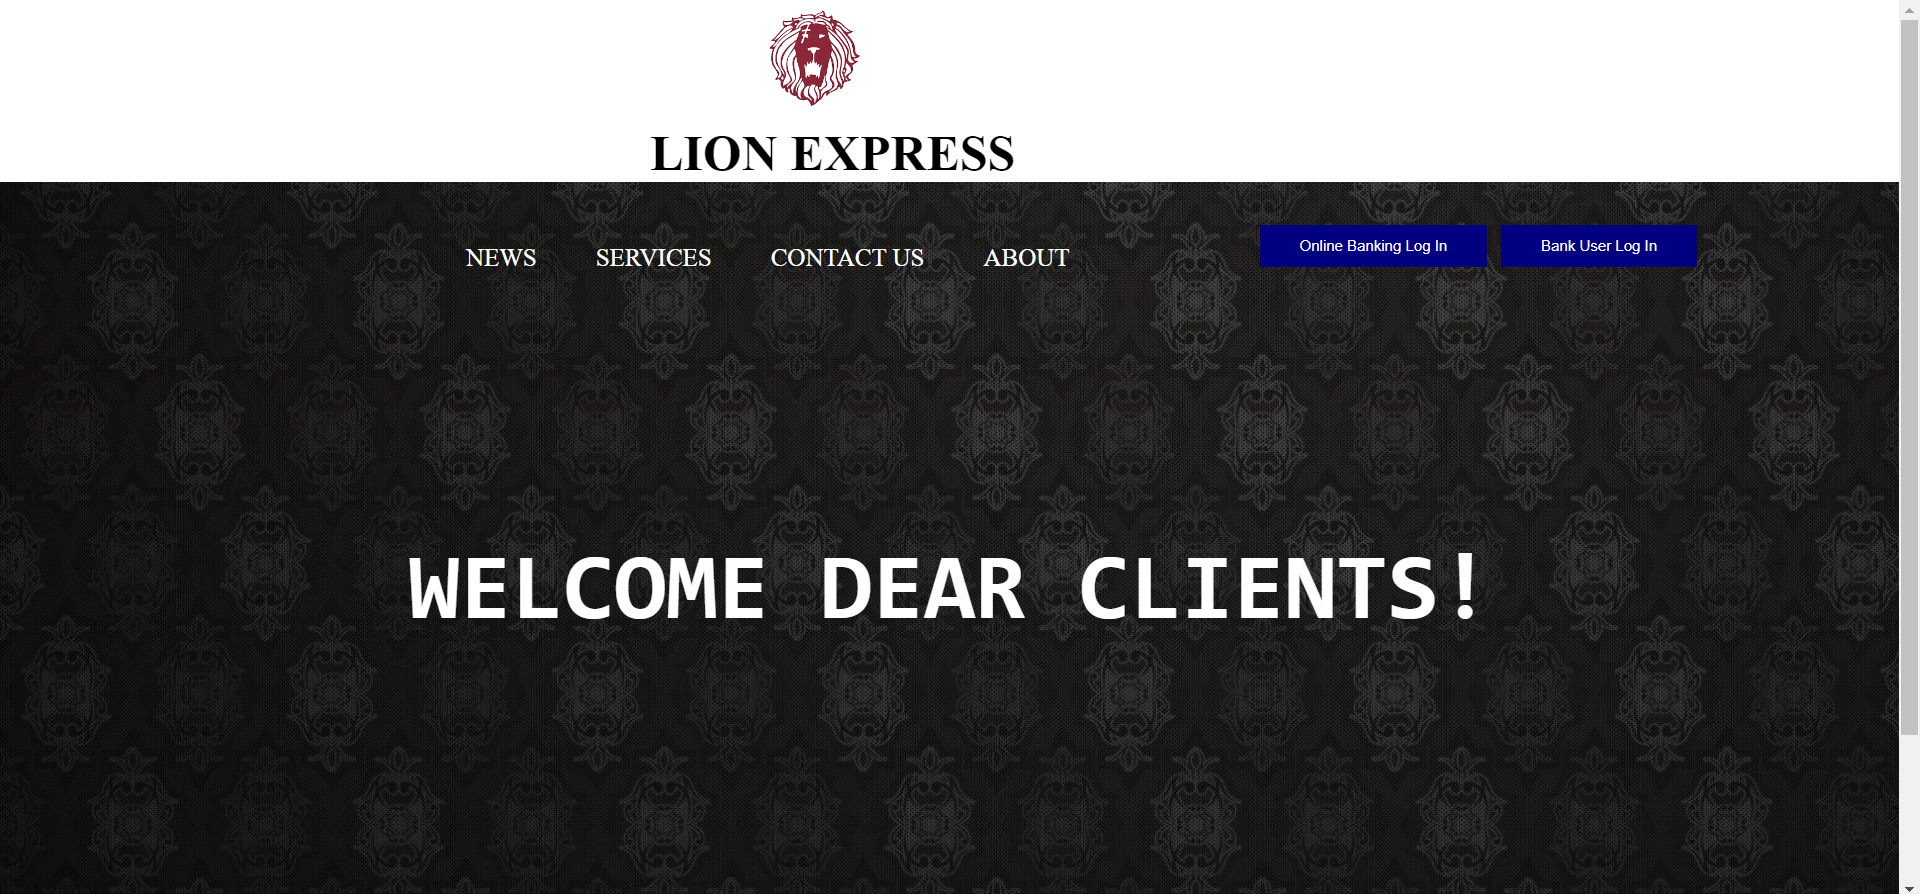 LION EXPRESS
NEWS SERVICES CONTACT US ABOUT Online Banking Log In Bank User Log In
WELCOME DEAR CLIENTS!